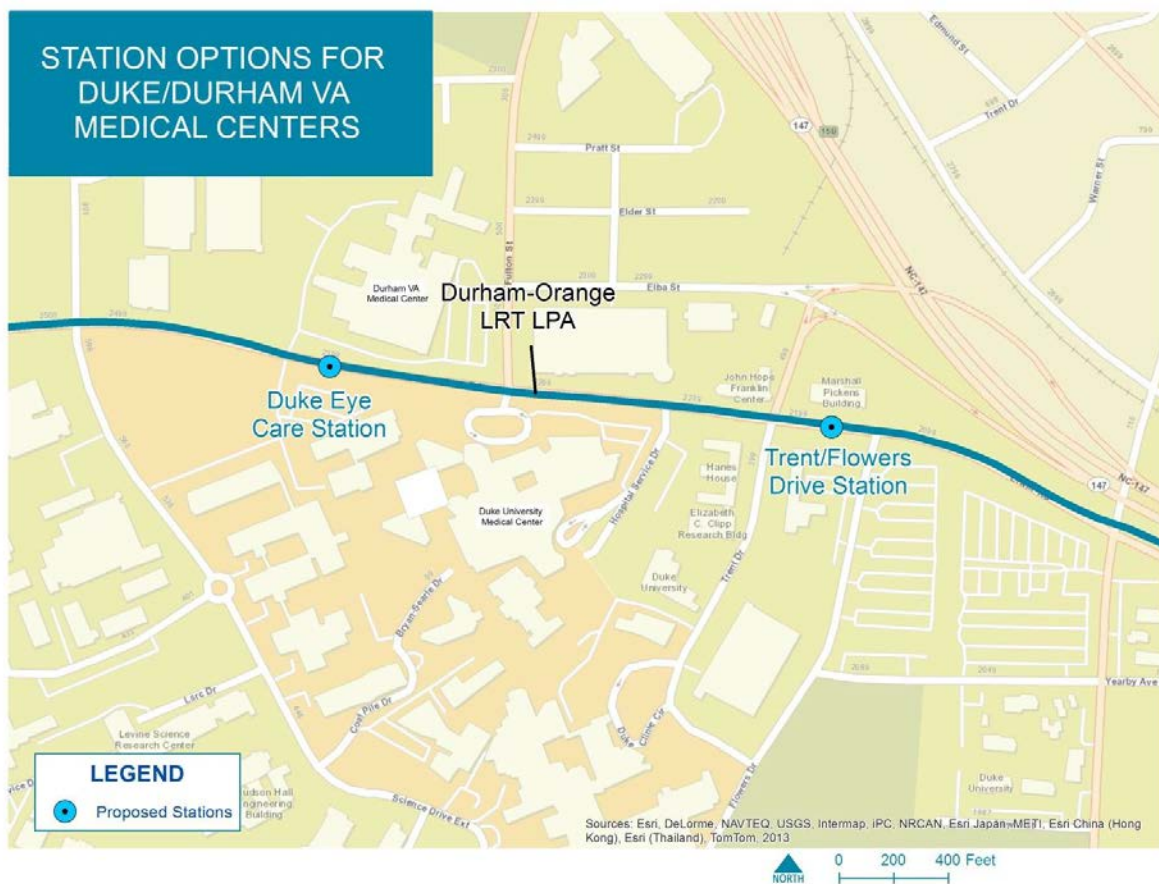 STATION OPTIONS FOR
DUKE/DURHAM VA
MEDICAL CENTERS
Edmund St
Trent Dr
147
Pratt St
Warner St
Elder St
Fulton St
NC-147
Durham VA
Medical Center
Elba St
Durham-Orange
LRT LPA
John Hope
Franklin
Center
Marshall
Pickens
Building
Duke Eye
Care Station
Trent/Flowers
Drive Station
Hanes
House
Hospital Service Dr
NC-147
147
Duke University
Medical Center
Elizabeth
C. Clipp
Research Bldg
Trent Dr
Duke
University
Bryan-Searle Dr
Yearby Ave
Lsrc Dr
Coal Pile Dr
Duke
Clinic Cir
Levine Science
Research Center
Flowers Dr
Duke
University
LEGEND
Proposed Stations
Hudson Hall
Engineering
Building
Science Drive Ext
Sources: Esri, DeLorme, NAVTEQ, USGS, Intermap, iPC, NRCAN, Esri Japan, METI, Esri China (Hong
Kong), Esri (Thailand), TomTom, 2013
NORTH
0 200 400 Feet